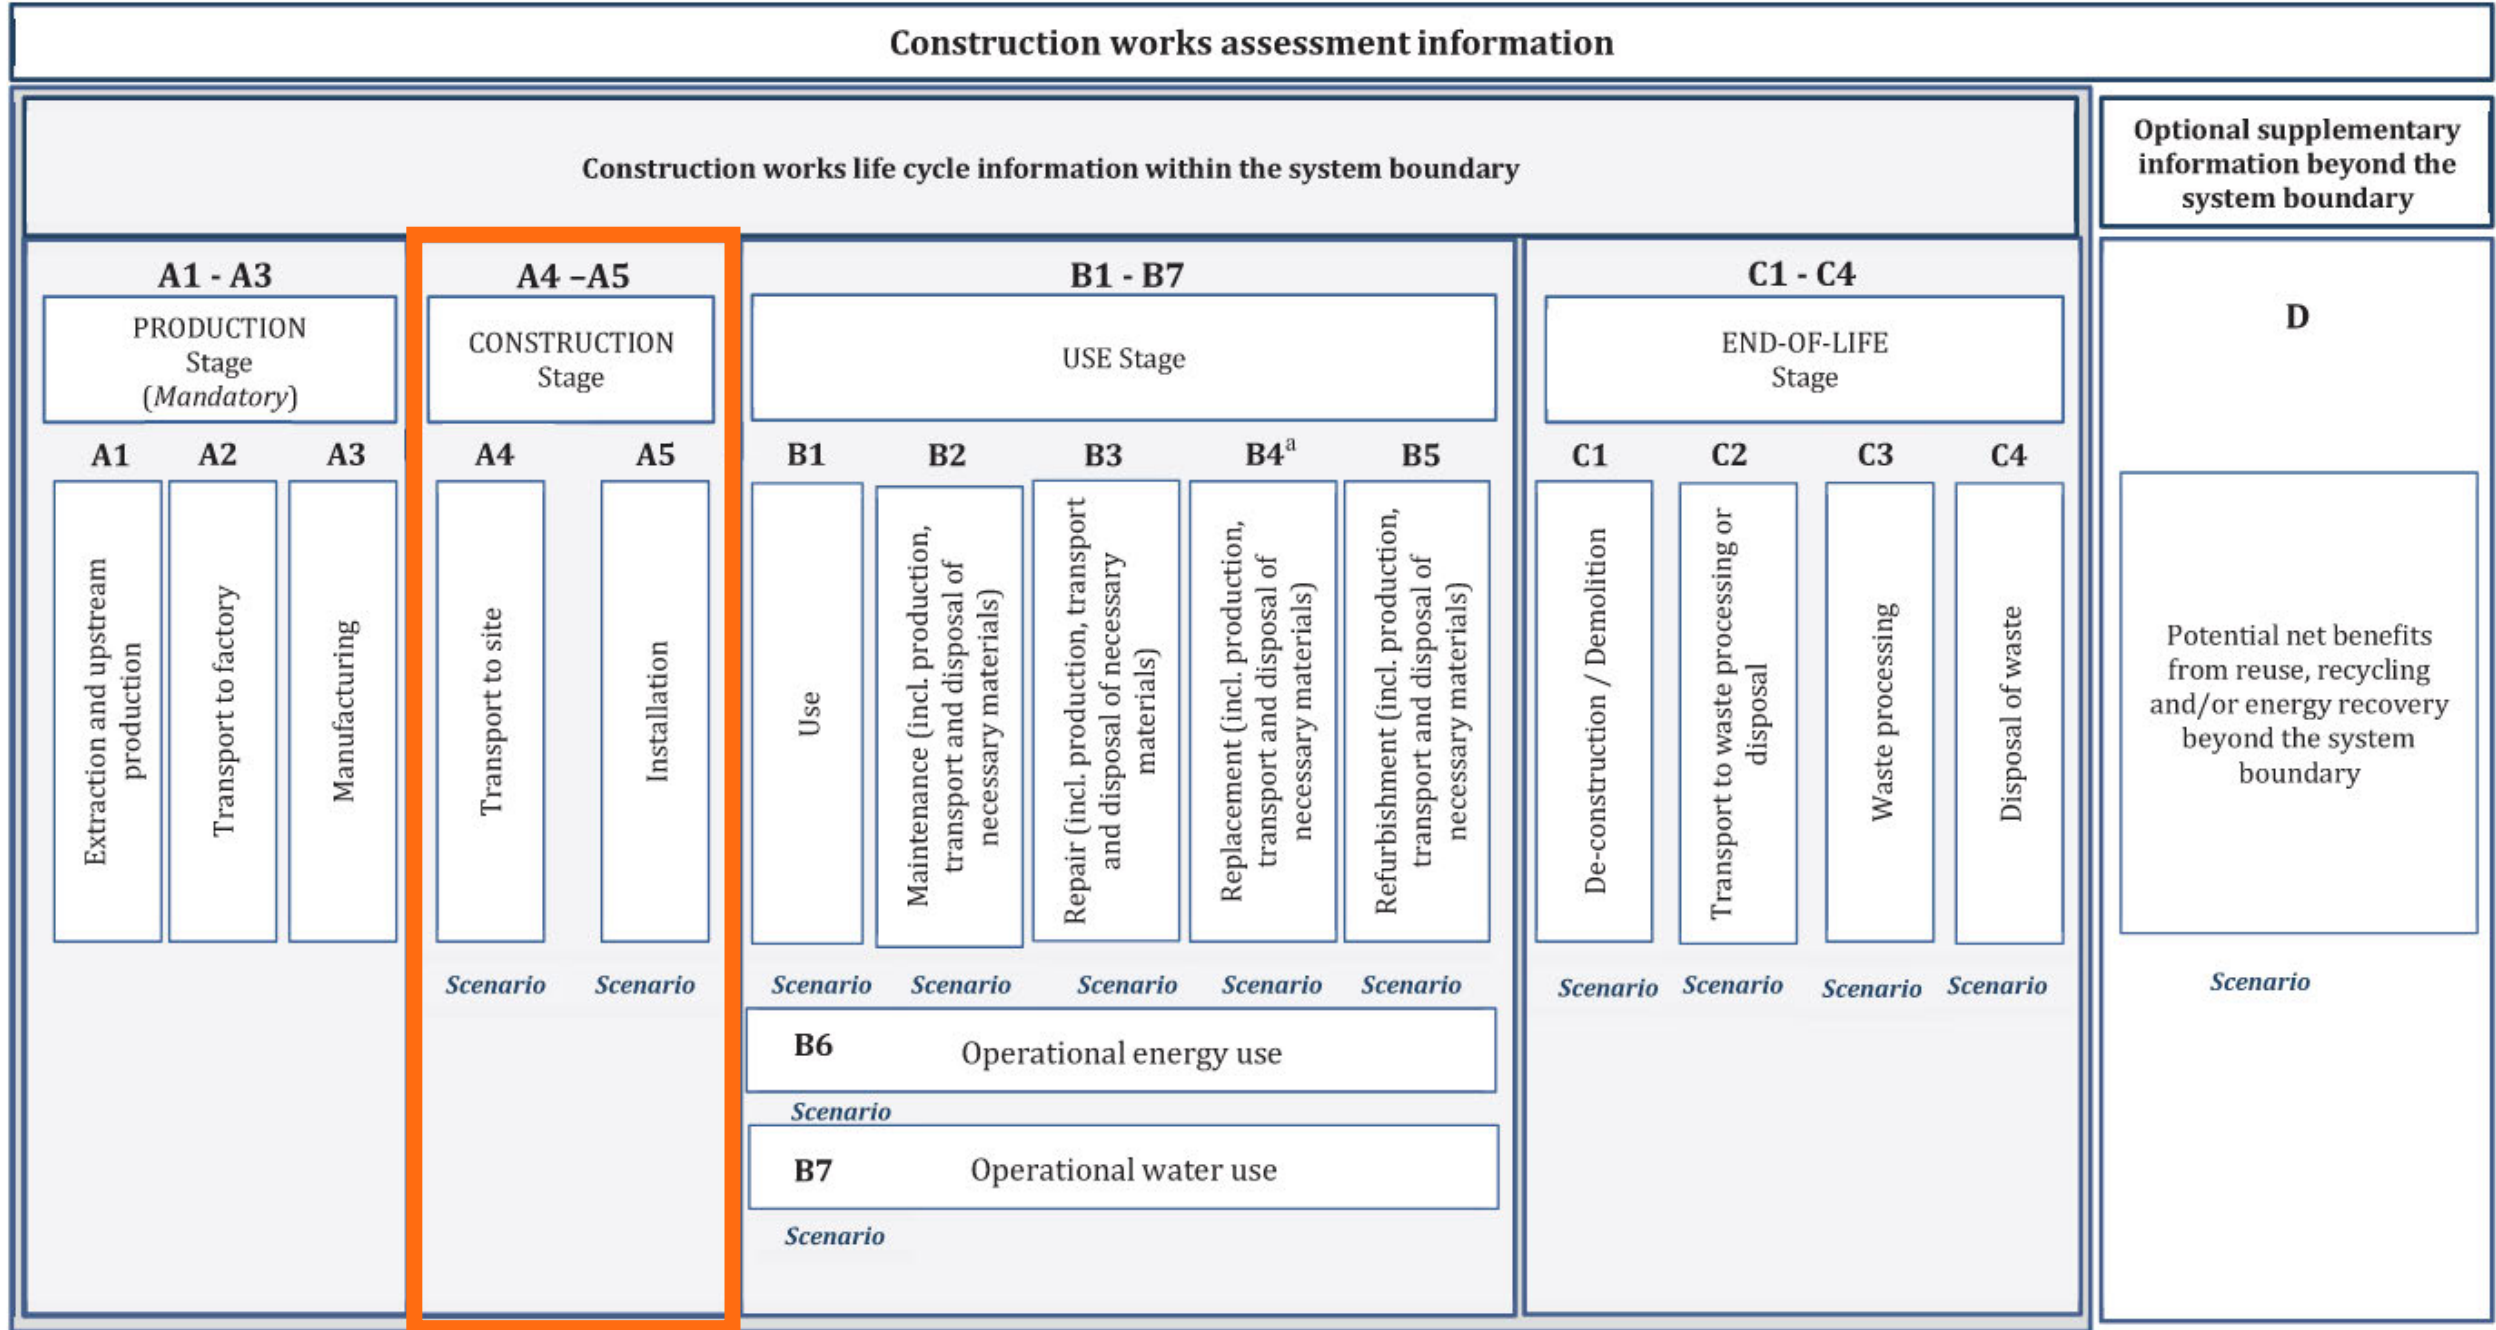 Construction works assessment information
Construction works life cycle information within the system boundary
Optional supplementary
information beyond the
system boundary
A1 - A3
PRODUCTION
Stage
(Mandatory)
A1
A2
A3
Extraction and upstream
production
Transport to factory
Manufacturing
A4 –A5
CONSTRUCTION
Stage
A4
A5
Transport to site
Installation
Scenario
Scenario
B1 - B7
USE Stage
B1
B2
B3
B4a
B5
Use
Maintenance (incl. production,
transport and disposal of
necessary materials)
Repair (incl. production, transport
and disposal of necessary
materials)
Replacement (incl. production,
transport and disposal of
necessary materials)
Refurbishment (incl. production,
transport and disposal of
necessary materials)
Scenario
Scenario
Scenario
Scenario
Scenario
B6
Operational energy use
Scenario
B7
Operational water use
Scenario
C1 - C4
END-OF-LIFE
Stage
C1
C2
C3
C4
De-construction / Demolition
Transport to waste processing or
disposal
Waste processing
Disposal of waste
Scenario
Scenario
Scenario
Scenario
D
Potential net benefits
from reuse, recycling
and/or energy recovery
beyond the system
boundary
Scenario